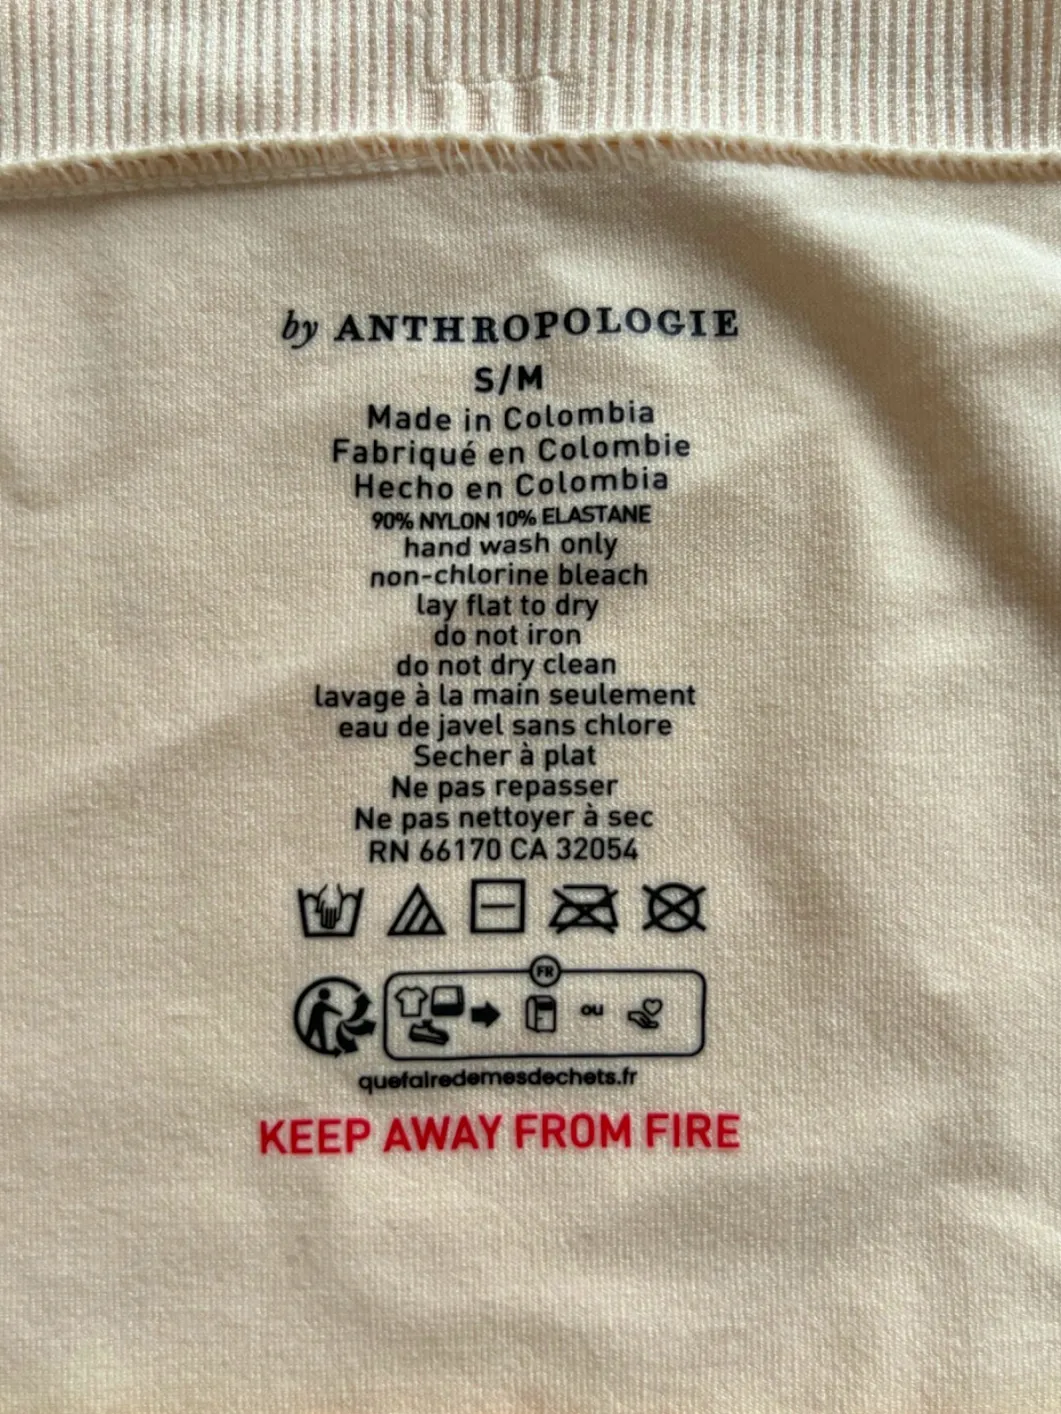 by ANTHROPOLOGIE
S/M
Made in Colombia
Fabriqué en Colombie
Hecho en Colombia
90% NYLON 10% ELASTANE
hand wash only
non-chlorine bleach
lay flat to dry
do not iron
do not dry clean
lavage à la main seulement
eau de javel sans chlore
Secher à plat
Ne pas repasser
Ne pas nettoyer à sec
RN 66170 CA 32054
FR
ou
quefairedemesdechets.fr
KEEP AWAY FROM FIRE